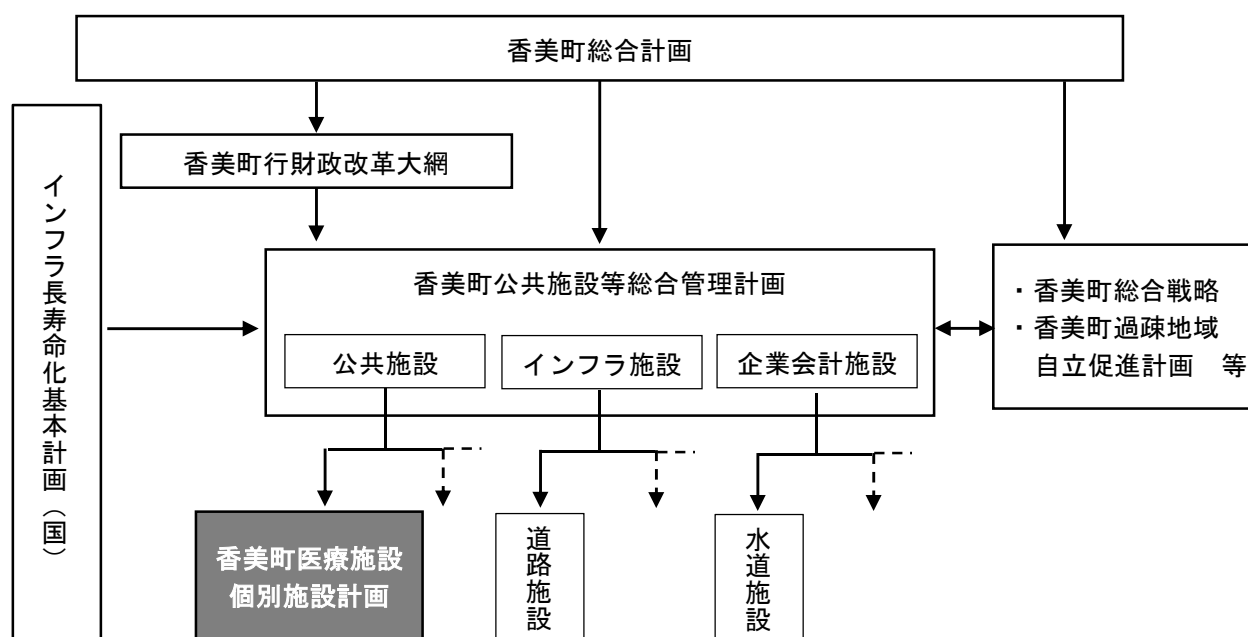 香美町総合計画
インフラ長寿命化基本計画（国）
香美町行財政改革大綱
香美町公共施設等総合管理計画
公共施設
インフラ施設
企業会計施設
・香美町総合戦略
・香美町過疎地域
自立促進計画　等
香美町医療施設
個別施設計画
道路施設
水道施設